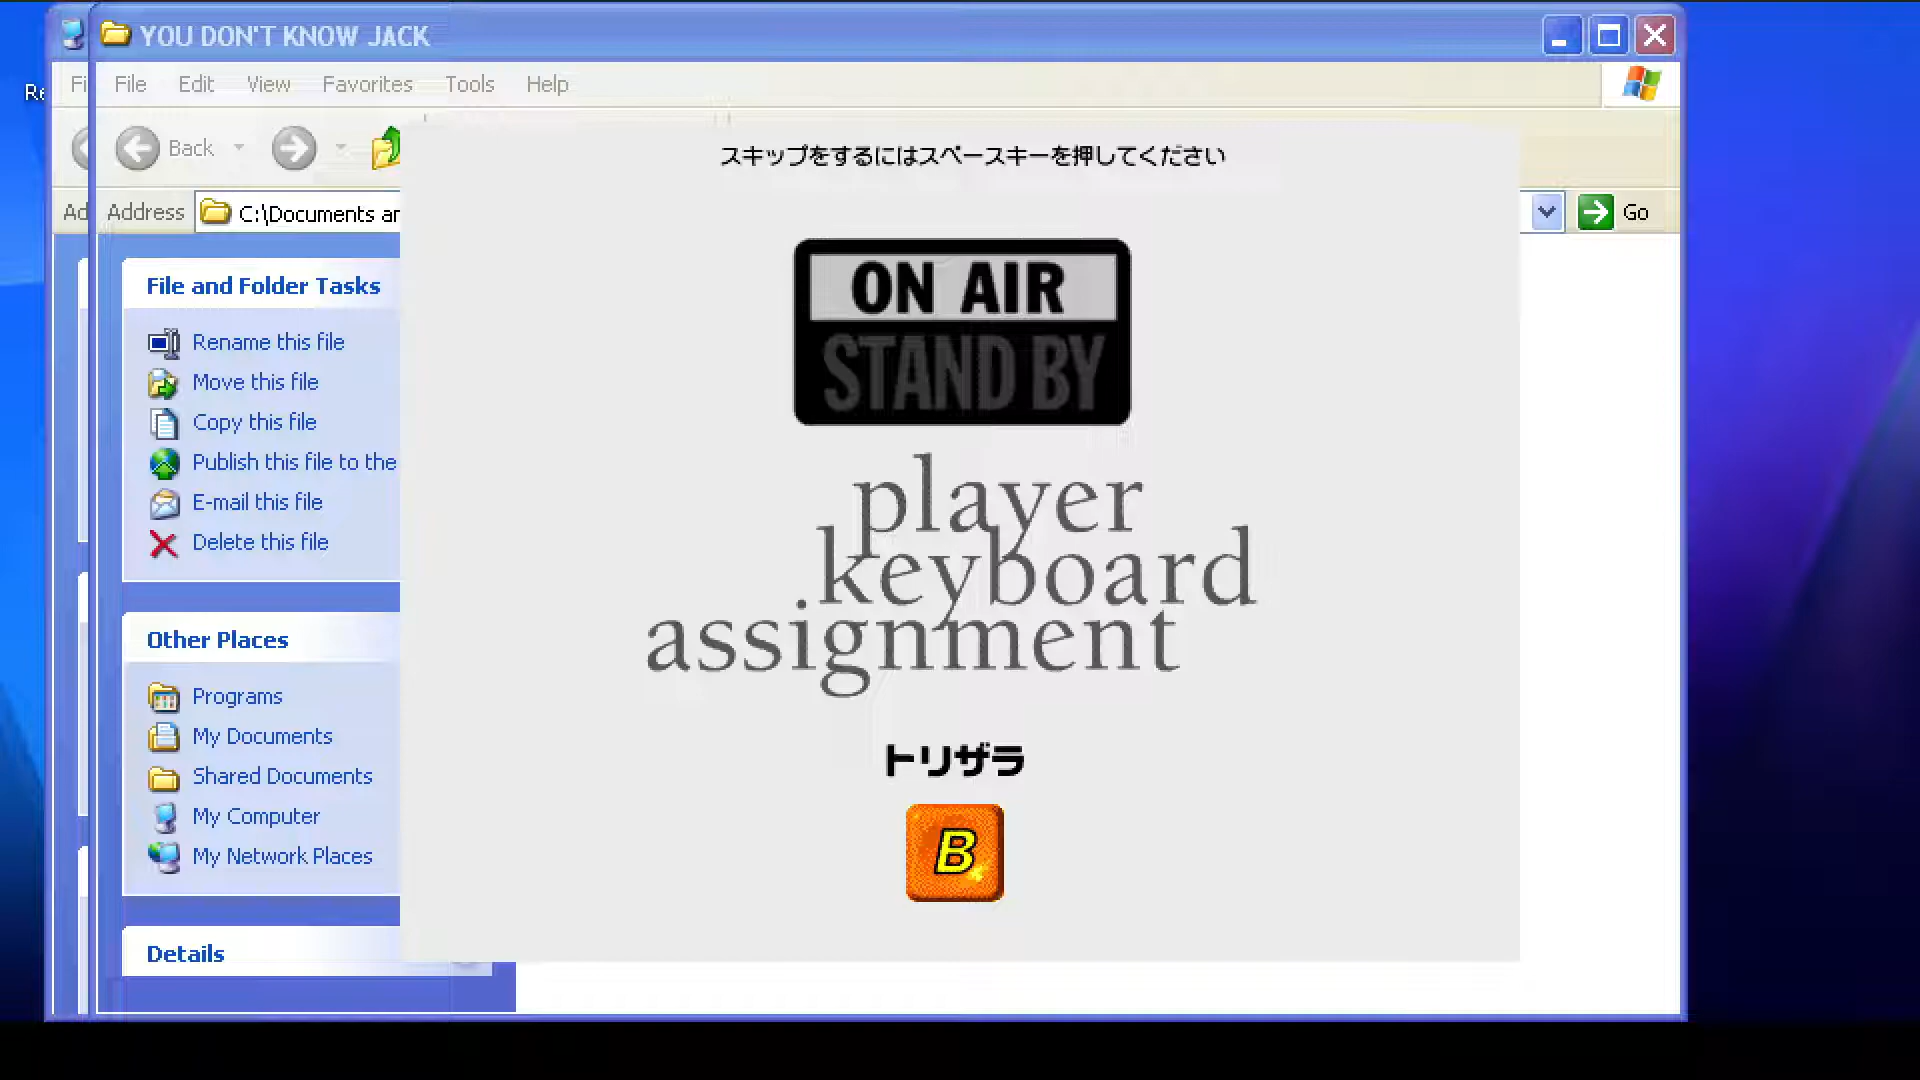 YOU DON'T KNOW JACK
Re
Fi
File Edit View Favorites Tools Help
Back
スキップをするにはスペースキーを押してください
Ad
Address
C:\Documents an
Go
File and Folder Tasks
Rename this file
Move this file
Copy this file
Publish this file to the
E-mail this file
Delete this file
ON AIR
STAND BY
player
keyboard
assignment
Other Places
Programs
My Documents
Shared Documents
My Computer
My Network Places
トリザラ
B
Details